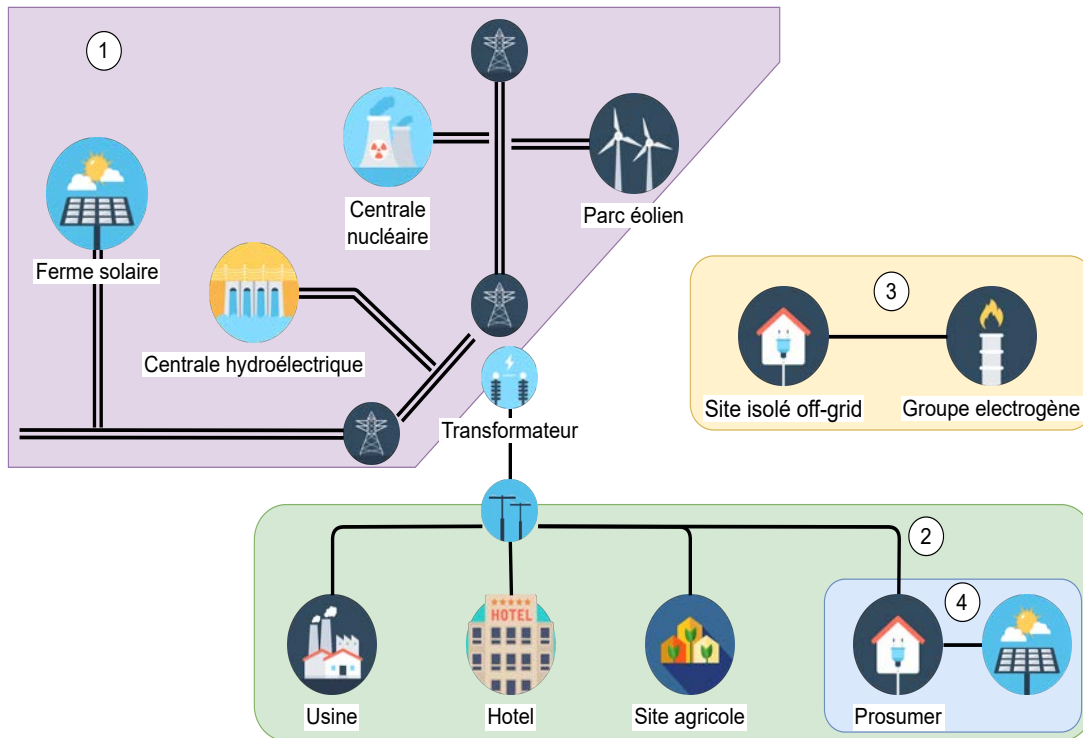 1
Centrale
nucléaire
Parc éolien
Ferme solaire
Centrale hydroélectrique
Transformateur
3
Site isolé off-grid
Groupe electrogène
2
HOTEL
4
Usine
Hotel
Site agricole
Prosumer